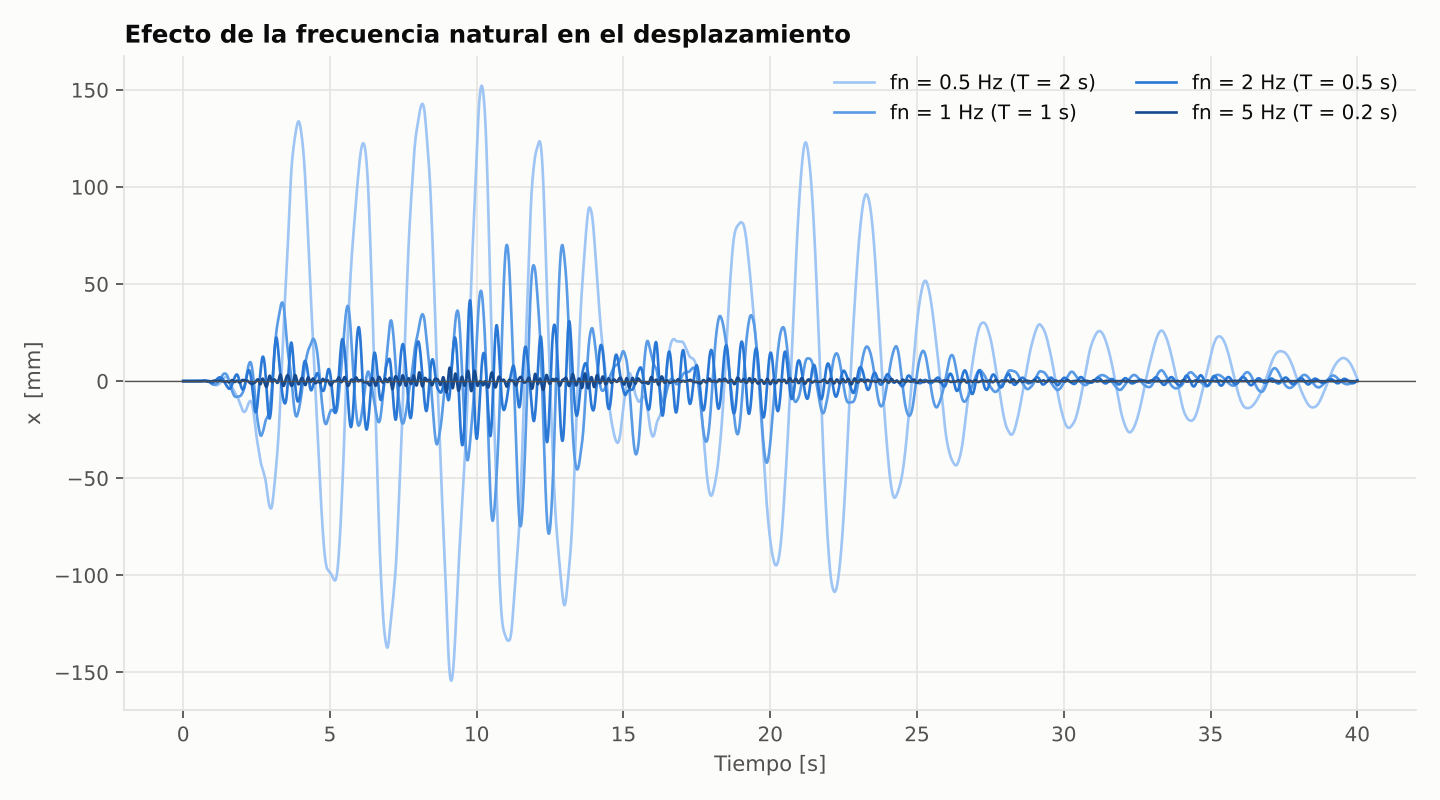 Efecto de la frecuencia natural en el desplazamiento
fn = 0.5 Hz (T = 2 s)
fn = 1 Hz (T = 1 s)
fn = 2 Hz (T = 0.5 s)
fn = 5 Hz (T = 0.2 s)
150
100
50
0
−50
−100
−150
x [mm]
0 5 10 15 20 25 30 35 40
Tiempo [s]